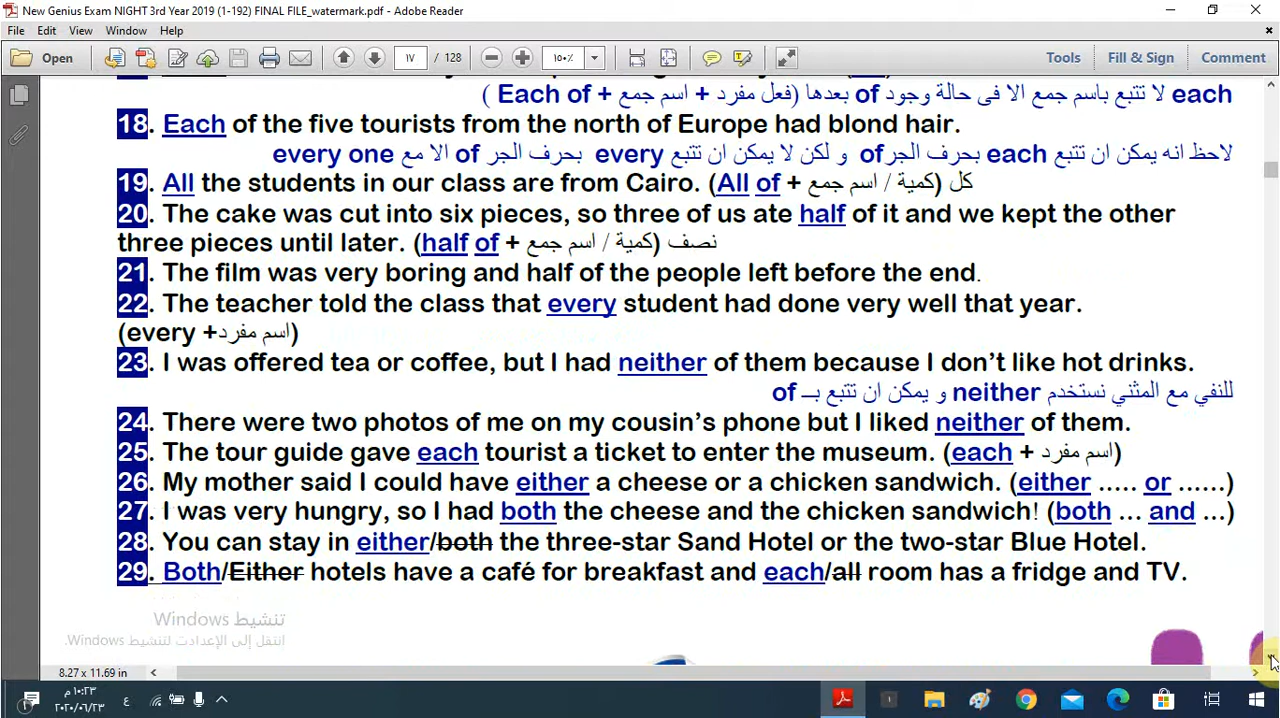 New Genius Exam NIGHT 3rd Year 2019 (1-192) FINAL FILE_watermark.pdf - Adobe Reader
File Edit View Window Help
Open ١٧ / 128 ١٥٠٪ Tools Fill & Sign Comment
each لا تتبع باسم جمع الا فى حالة وجود of بعدها (فعل مفرد + اسم جمع + Each of )
18. Each of the five tourists from the north of Europe had blond hair.
لاحظ انه يمكن ان تتبع each بحرف الجر of و لكن لا يمكن ان تتبع every بحرف الجر of الا مع every one
19. All the students in our class are from Cairo. (All of + كمية / اسم جمع) كل
20. The cake was cut into six pieces, so three of us ate half of it and we kept the other
three pieces until later. (half of + كمية / اسم جمع) نصف
21. The film was very boring and half of the people left before the end.
22. The teacher told the class that every student had done very well that year.
(every +اسم مفرد)
23. I was offered tea or coffee, but I had neither of them because I don’t like hot drinks.
للنفي مع المثني نستخدم neither و يمكن ان تتبع بـــ of
24. There were two photos of me on my cousin’s phone but I liked neither of them.
25. The tour guide gave each tourist a ticket to enter the museum. (each + اسم مفرد)
26. My mother said I could have either a cheese or a chicken sandwich. (either ..... or ......)
27. I was very hungry, so I had both the cheese and the chicken sandwich! (both ... and ...)
28. You can stay in either/both the three-star Sand Hotel or the two-star Blue Hotel.
29. Both/Either hotels have a café for breakfast and each/all room has a fridge and TV.
تنشيط Windows
انتقل إلى الإعدادات لتنشيط Windows.
8.27 x 11.69 in
١٠:٢٣ م
٢٠٢٠/٠٦/٢٣
ع